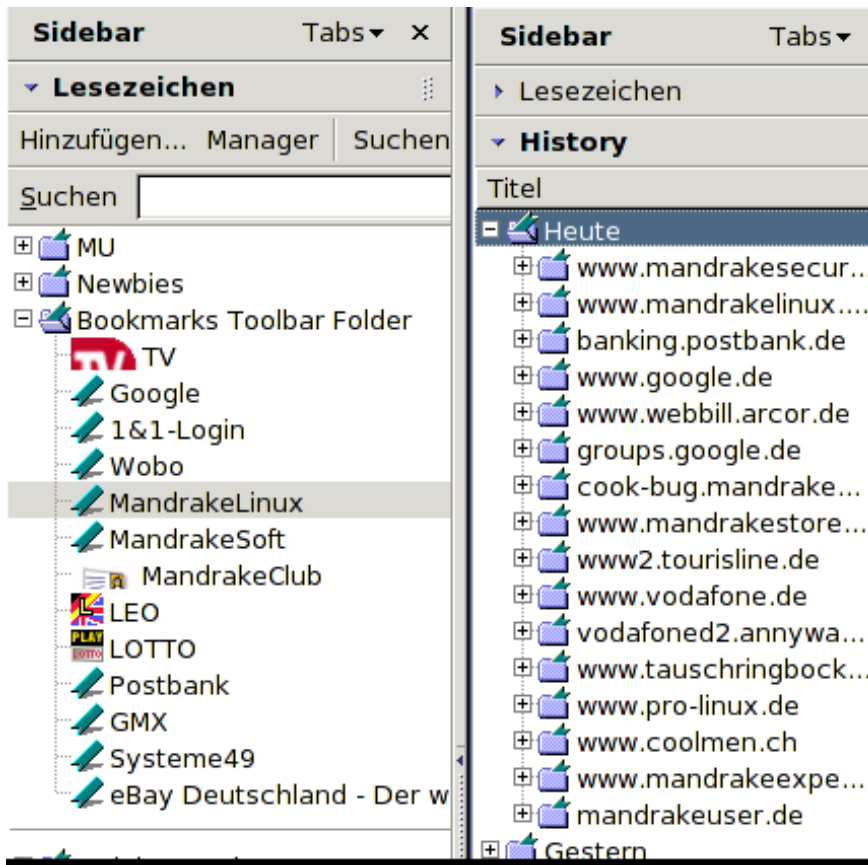 Sidebar Tabs
Lesezeichen
Hinzufügen... Manager Suchen
Suchen
MU
Newbies
Bookmarks Toolbar Folder
TV TV
Google
1&1-Login
Wobo
MandrakeLinux
MandrakeSoft
MandrakeClub
LEO
PLAY LOTTO LOTTO
Postbank
GMX
Systeme49
eBay Deutschland - Der w
Sidebar Tabs
Lesezeichen
History
Titel
Heute
www.mandrakesecur...
www.mandrakelinux....
banking.postbank.de
www.google.de
www.webbill.arcor.de
groups.google.de
cook-bug.mandrake...
www.mandrakestore...
www2.tourisline.de
www.vodafone.de
vodafoned2.annywa...
www.tauschringbock...
www.pro-linux.de
www.coolmen.ch
www.mandrakeexpe...
mandrakeuser.de
Gestern